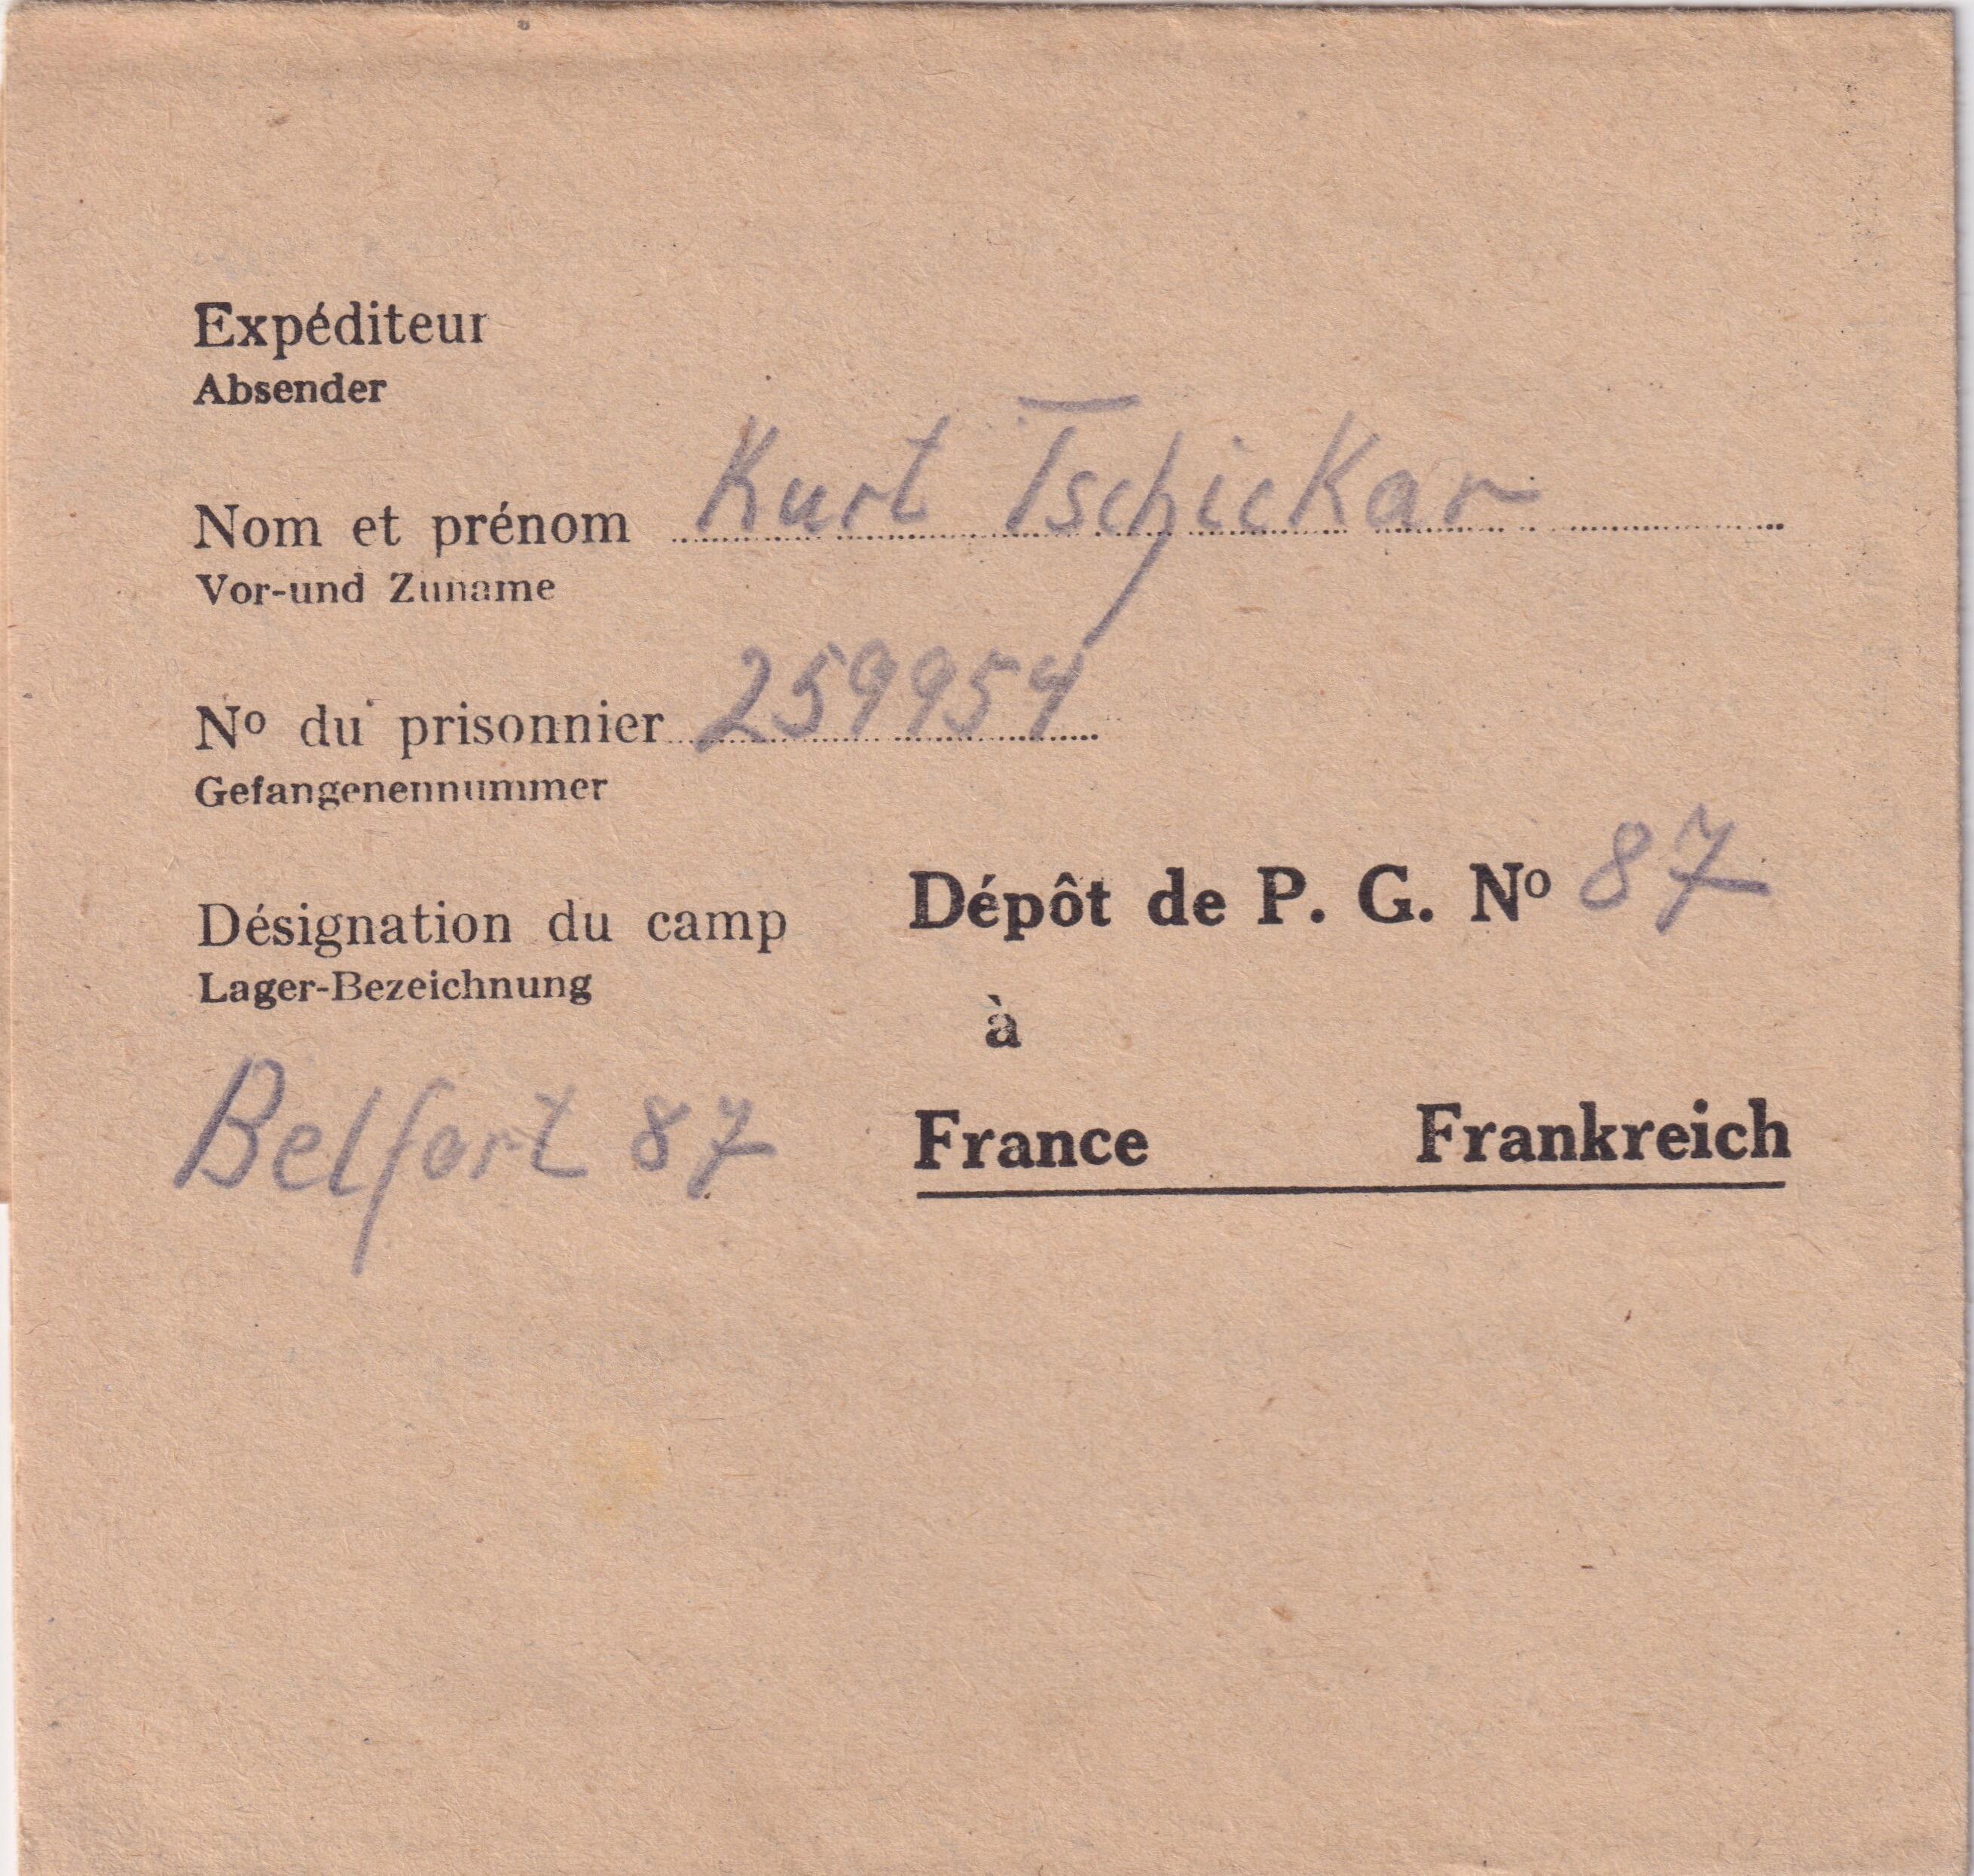 Expéditeur
Absender
Nom et prénom Kurt Tschickar
Vor-und Zuname
Nº du prisonnier 259954
Gefangenennummer
Désignation du camp Dépôt de P. G. Nº 87
Lager-Bezeichnung
à
Belfort 87
France Frankreich